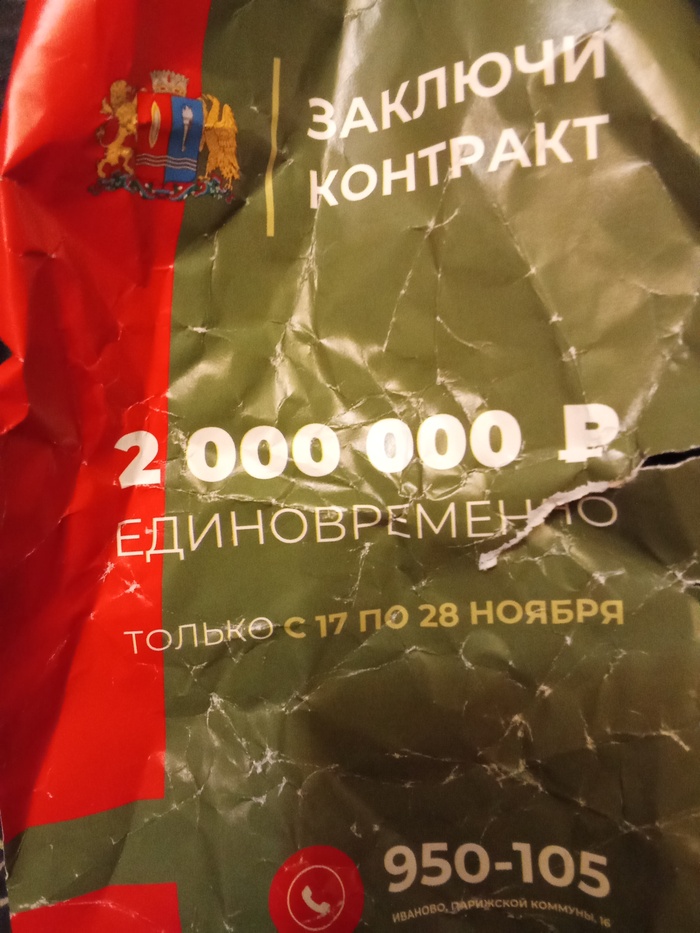 ЗАКЛЮЧИ
КОНТРАКТ
2 000 000 ₽
ЕДИНОВРЕМЕННО
ТОЛЬКО С 17 ПО 28 НОЯБРЯ
950-105
ИВАНОВО, ПАРИЖСКОЙ КОММУНЫ, 16